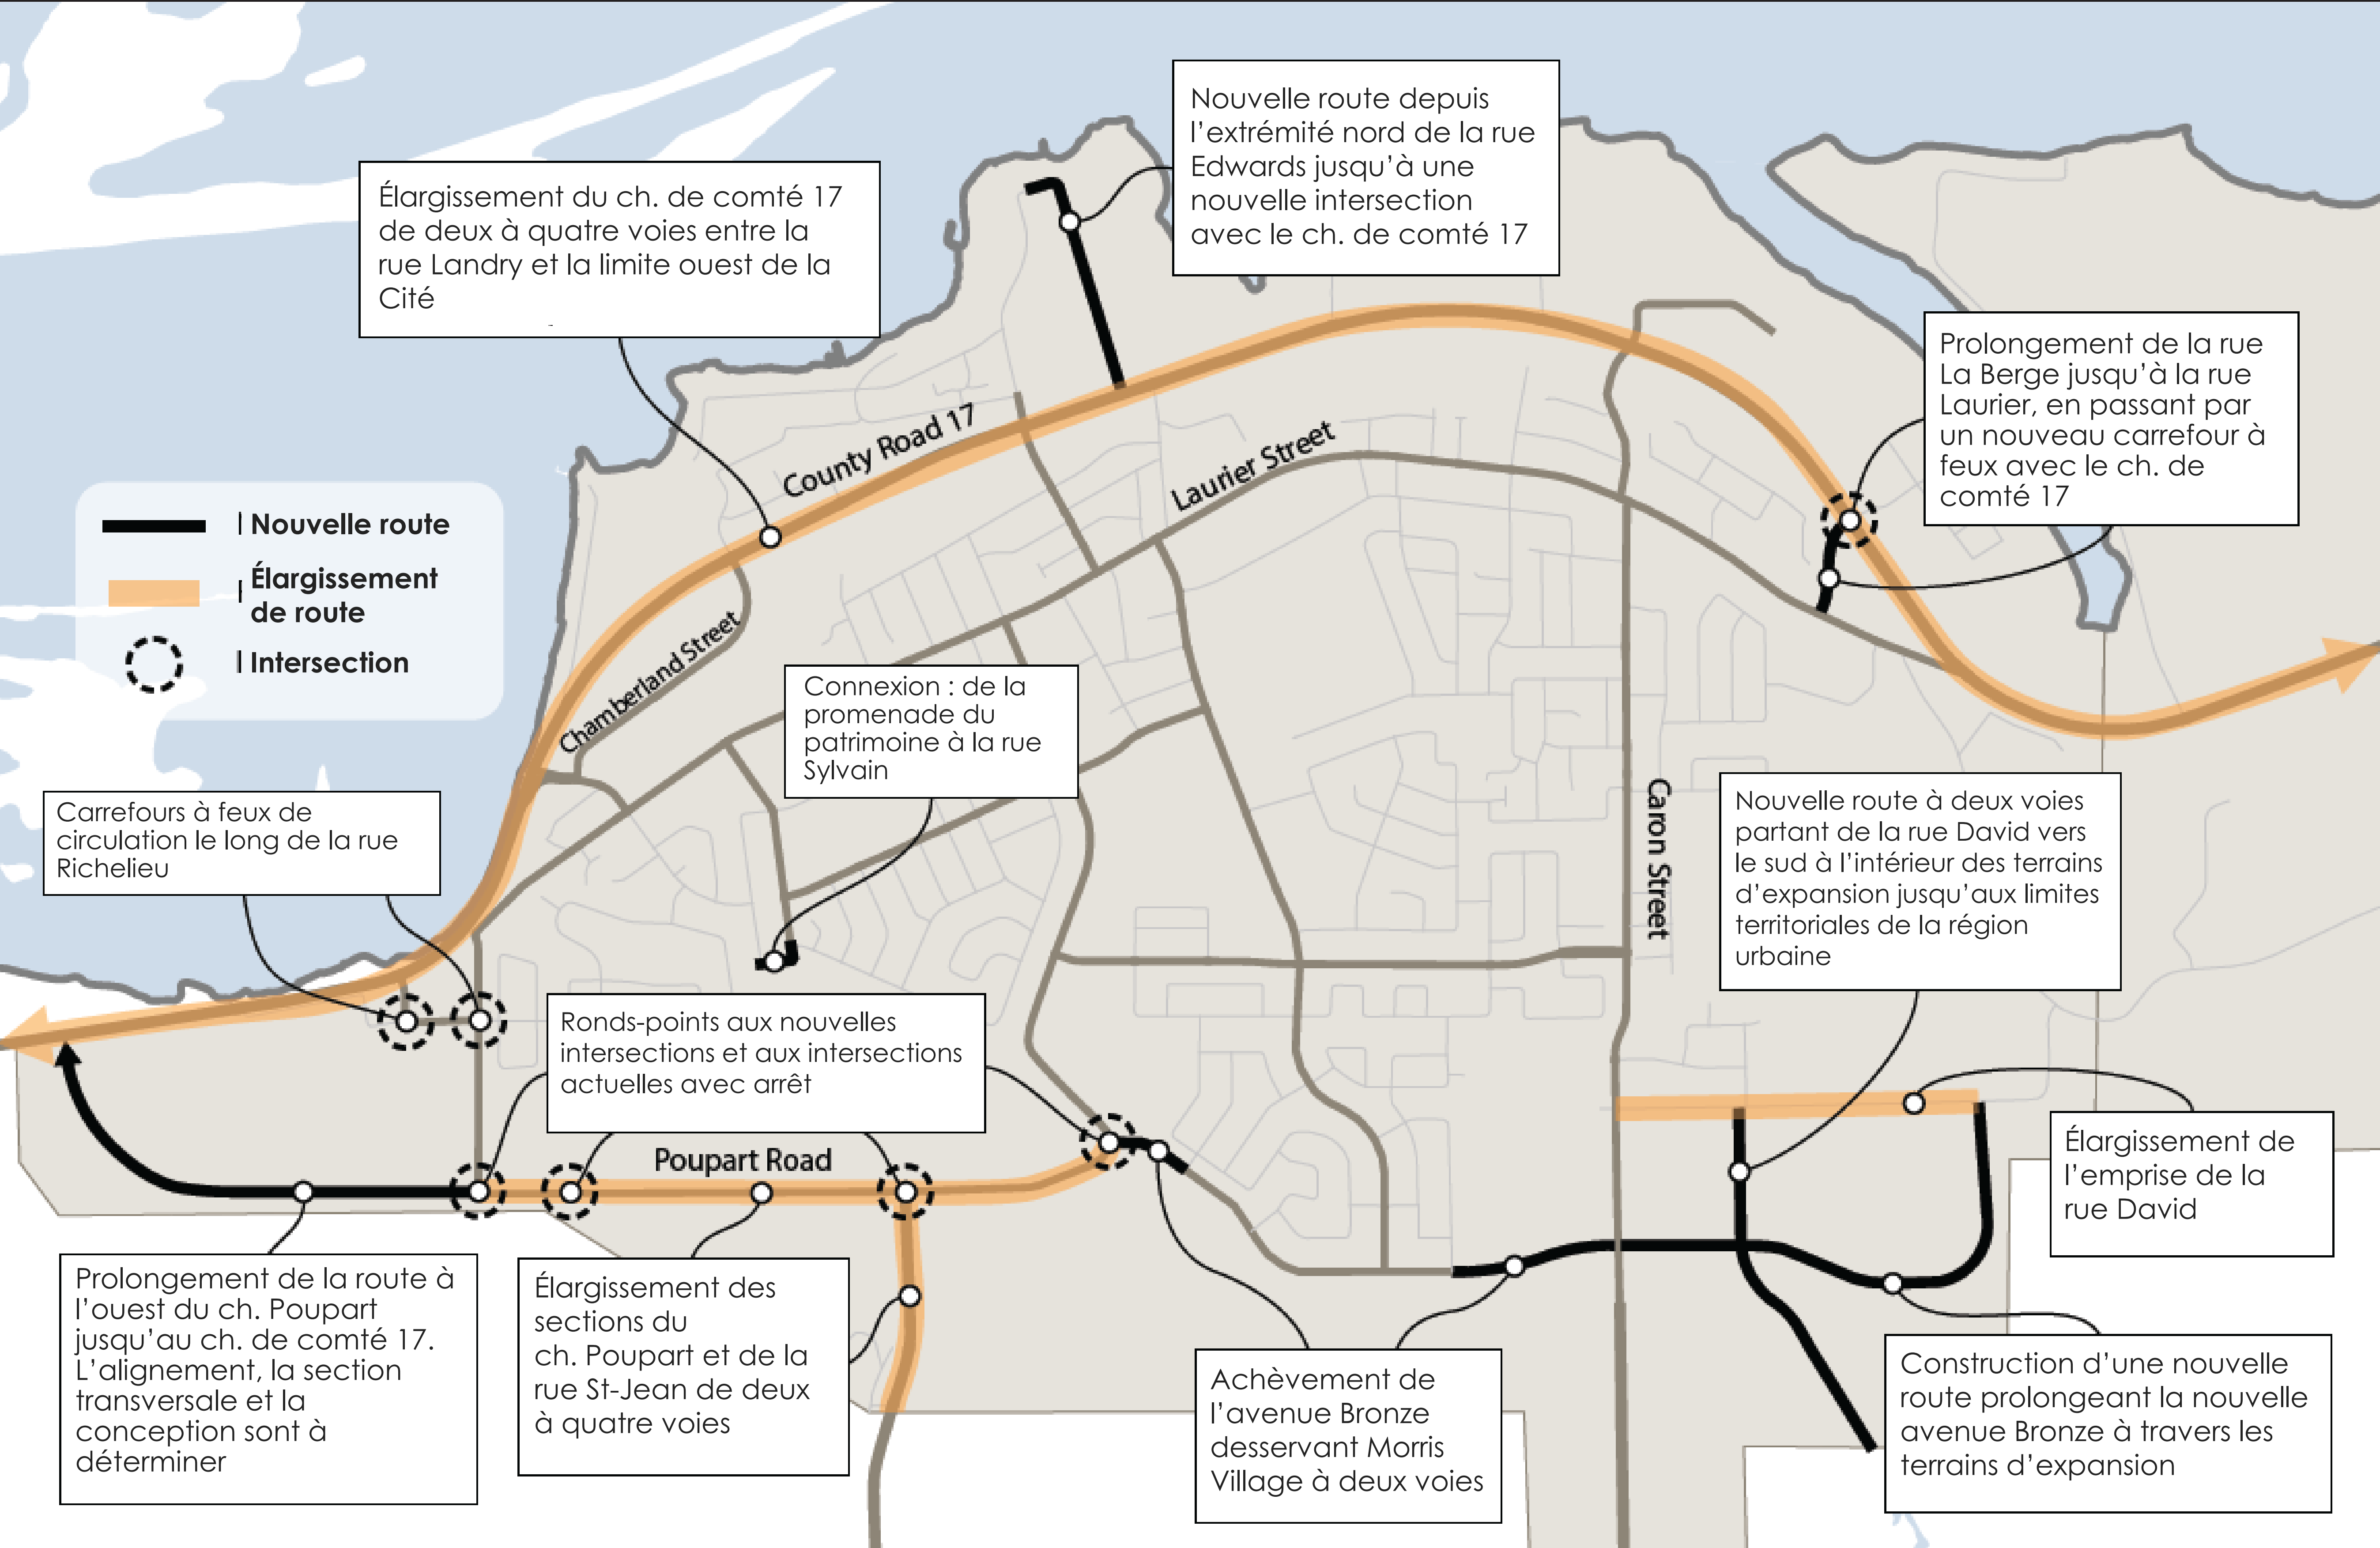 Nouvelle route depuis
l'extrémité nord de la rue
Edwards jusqu'à une
nouvelle intersection
avec le ch. de comté 17
Élargissement du ch. de comté 17
de deux à quatre voies entre la
rue Landry et la limite ouest de la
Cité
Prolongement de la rue
La Berge jusqu'à la rue
Laurier, en passant par
un nouveau carrefour à
feux avec le ch. de
comté 17
County Road 17
Laurier Street
Nouvelle route
Élargissement
de route
Intersection
Chamberland Street
Connexion : de la
promenade du
patrimoine à la rue
Sylvain
Caron Street
Carrefours à feux de
circulation le long de la rue
Richelieu
Nouvelle route à deux voies
partant de la rue David vers
le sud à l'intérieur des terrains
d'expansion jusqu'aux limites
territoriales de la région
urbaine
Ronds-points aux nouvelles
intersections et aux intersections
actuelles avec arrêt
Poupart Road
Élargissement de
l'emprise de la
rue David
Prolongement de la route à
l'ouest du ch. Poupart
jusqu'au ch. de comté 17.
L'alignement, la section
transversale et la
conception sont à
déterminer
Élargissement des
sections du
ch. Poupart et de la
rue St-Jean de deux
à quatre voies
Achèvement de
l'avenue Bronze
desservant Morris
Village à deux voies
Construction d'une nouvelle
route prolongeant la nouvelle
avenue Bronze à travers les
terrains d'expansion